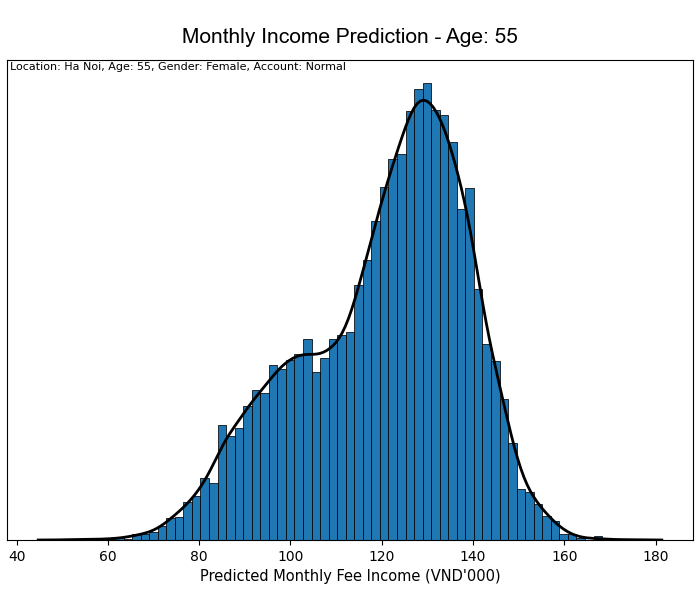 Monthly Income Prediction - Age: 55
Location: Ha Noi, Age: 55, Gender: Female, Account: Normal
40 60 80 100 120 140 160 180
Predicted Monthly Fee Income (VND'000)